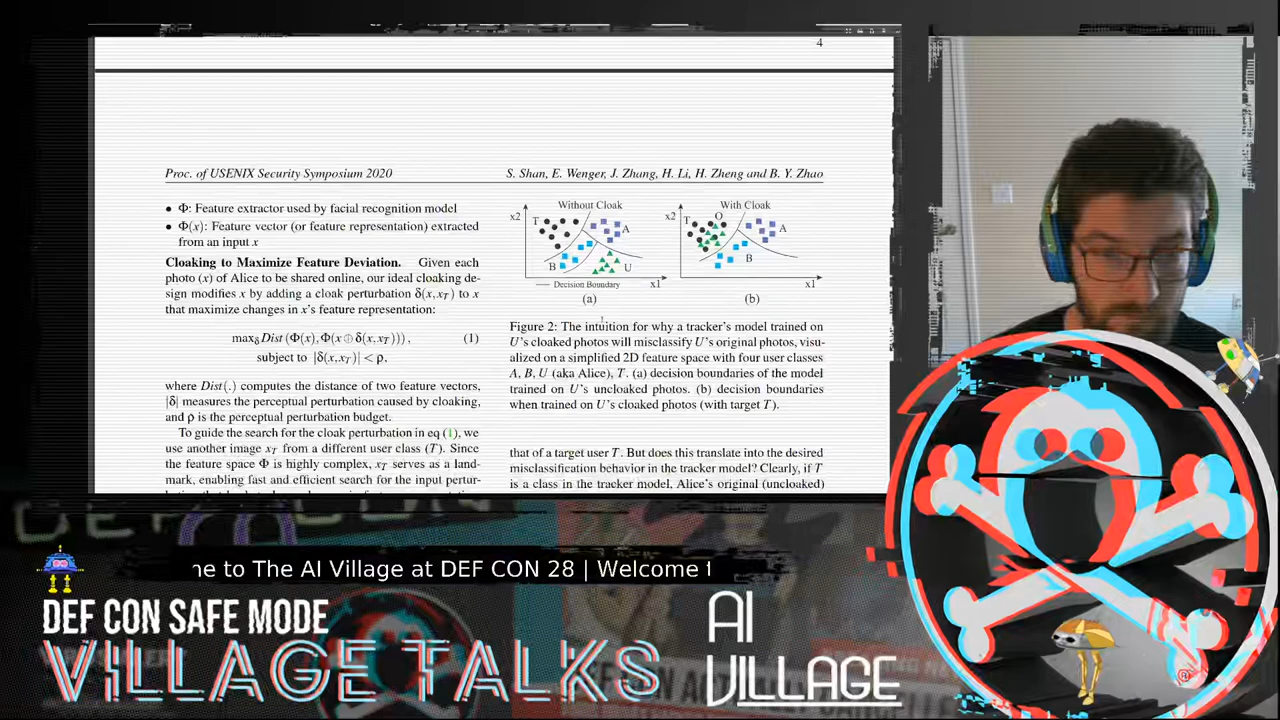 4
Proc. of USENIX Security Symposium 2020
S. Shan, E. Wenger, J. Zhang, H. Li, H. Zheng and B. Y. Zhao
• Φ: Feature extractor used by facial recognition model
• Φ(x): Feature vector (or feature representation) extracted
from an input x
Cloaking to Maximize Feature Deviation. Given each
photo (x) of Alice to be shared online, our ideal cloaking de-
sign modifies x by adding a cloak perturbation δ(x,xT) to x
that maximize changes in x's feature representation:
maxδ Dist (Φ(x),Φ(x⊕δ(x,xT))), (1)
subject to |δ(x,xT)| < ρ,
where Dist(.) computes the distance of two feature vectors,
|δ| measures the perceptual perturbation caused by cloaking,
and ρ is the perceptual perturbation budget.
To guide the search for the cloak perturbation in eq (1), we
use another image xT from a different user class (T). Since
the feature space Φ is highly complex, xT serves as a land-
mark, enabling fast and efficient search for the input pertur-
Without Cloak
x2
T
A
B
U
Decision Boundary
x1
(a)
With Cloak
x2
T
O
A
B
x1
(b)
Figure 2: The intuition for why a tracker's model trained on
U's cloaked photos will misclassify U's original photos, visu-
alized on a simplified 2D feature space with four user classes
A, B, U (aka Alice), T. (a) decision boundaries of the model
trained on U's uncloaked photos. (b) decision boundaries
when trained on U's cloaked photos (with target T).
that of a target user T. But does this translate into the desired
misclassification behavior in the tracker model? Clearly, if T
is a class in the tracker model, Alice's original (uncloaked)
ne to The AI Village at DEF CON 28 | Welcome t
DEF CON SAFE MODE
VILLAGE TALKS
AI
VILLAGE
®